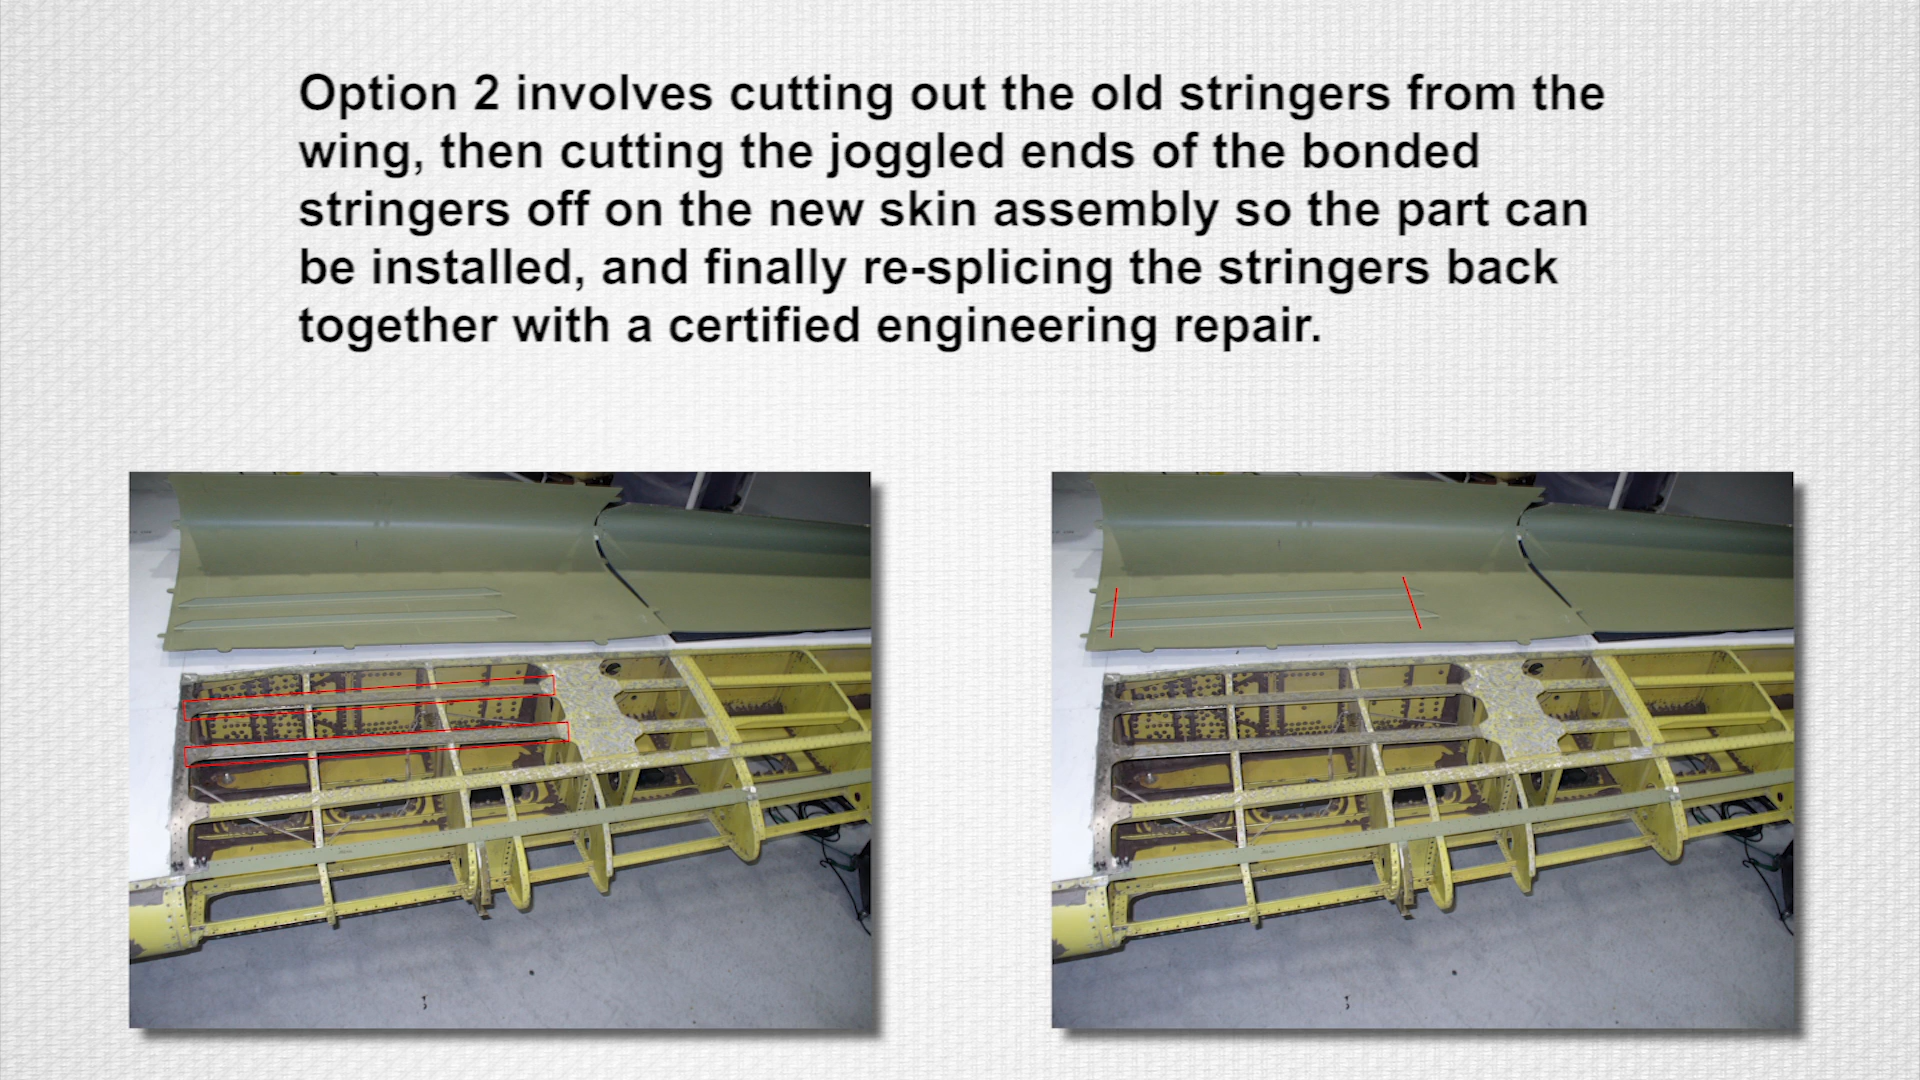 Option 2 involves cutting out the old stringers from the
wing, then cutting the joggled ends of the bonded
stringers off on the new skin assembly so the part can
be installed, and finally re-splicing the stringers back
together with a certified engineering repair.